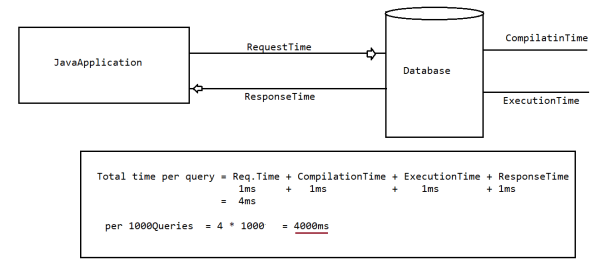 CompilatinTime
RequestTime
JavaApplication
Database
ResponseTime
ExecutionTime
Total time per query = Req.Time + CompilationTime + ExecutionTime + ResponseTime
1ms + 1ms + 1ms + 1ms
= 4ms
per 1000Queries = 4 * 1000 = 4000ms